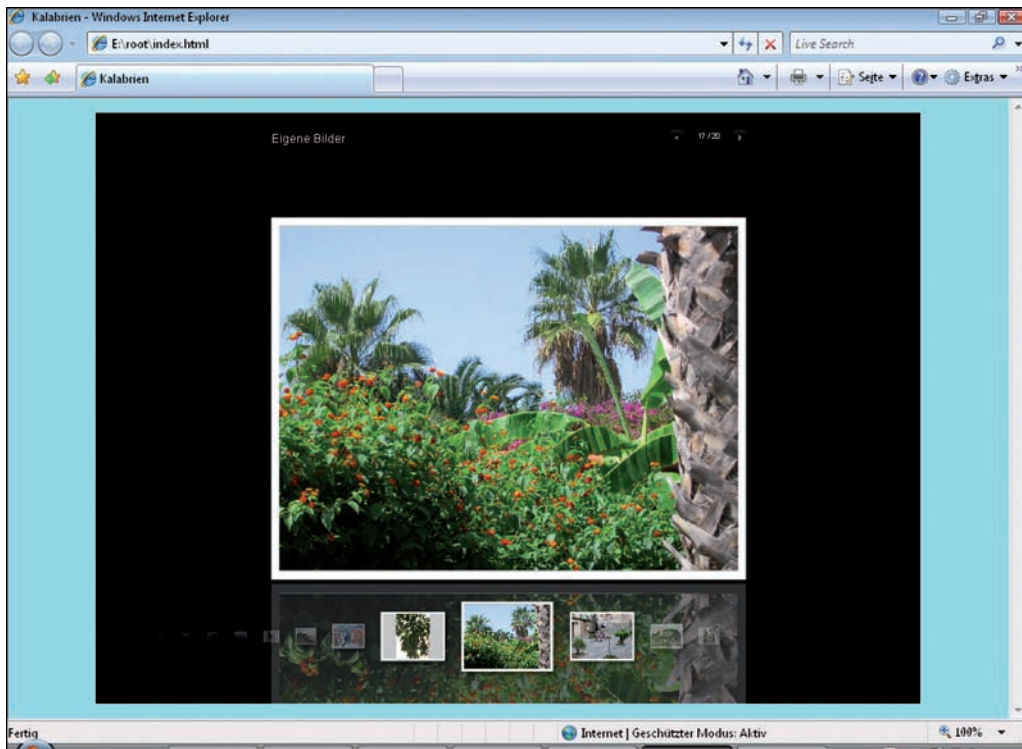 Kalabrien - Windows Internet Explorer
E:\root\index.html
Live Search
Kalabrien
Seite
Extras
Eigene Bilder
17 / 20
Fertig
Internet | Geschützter Modus: Aktiv
100%